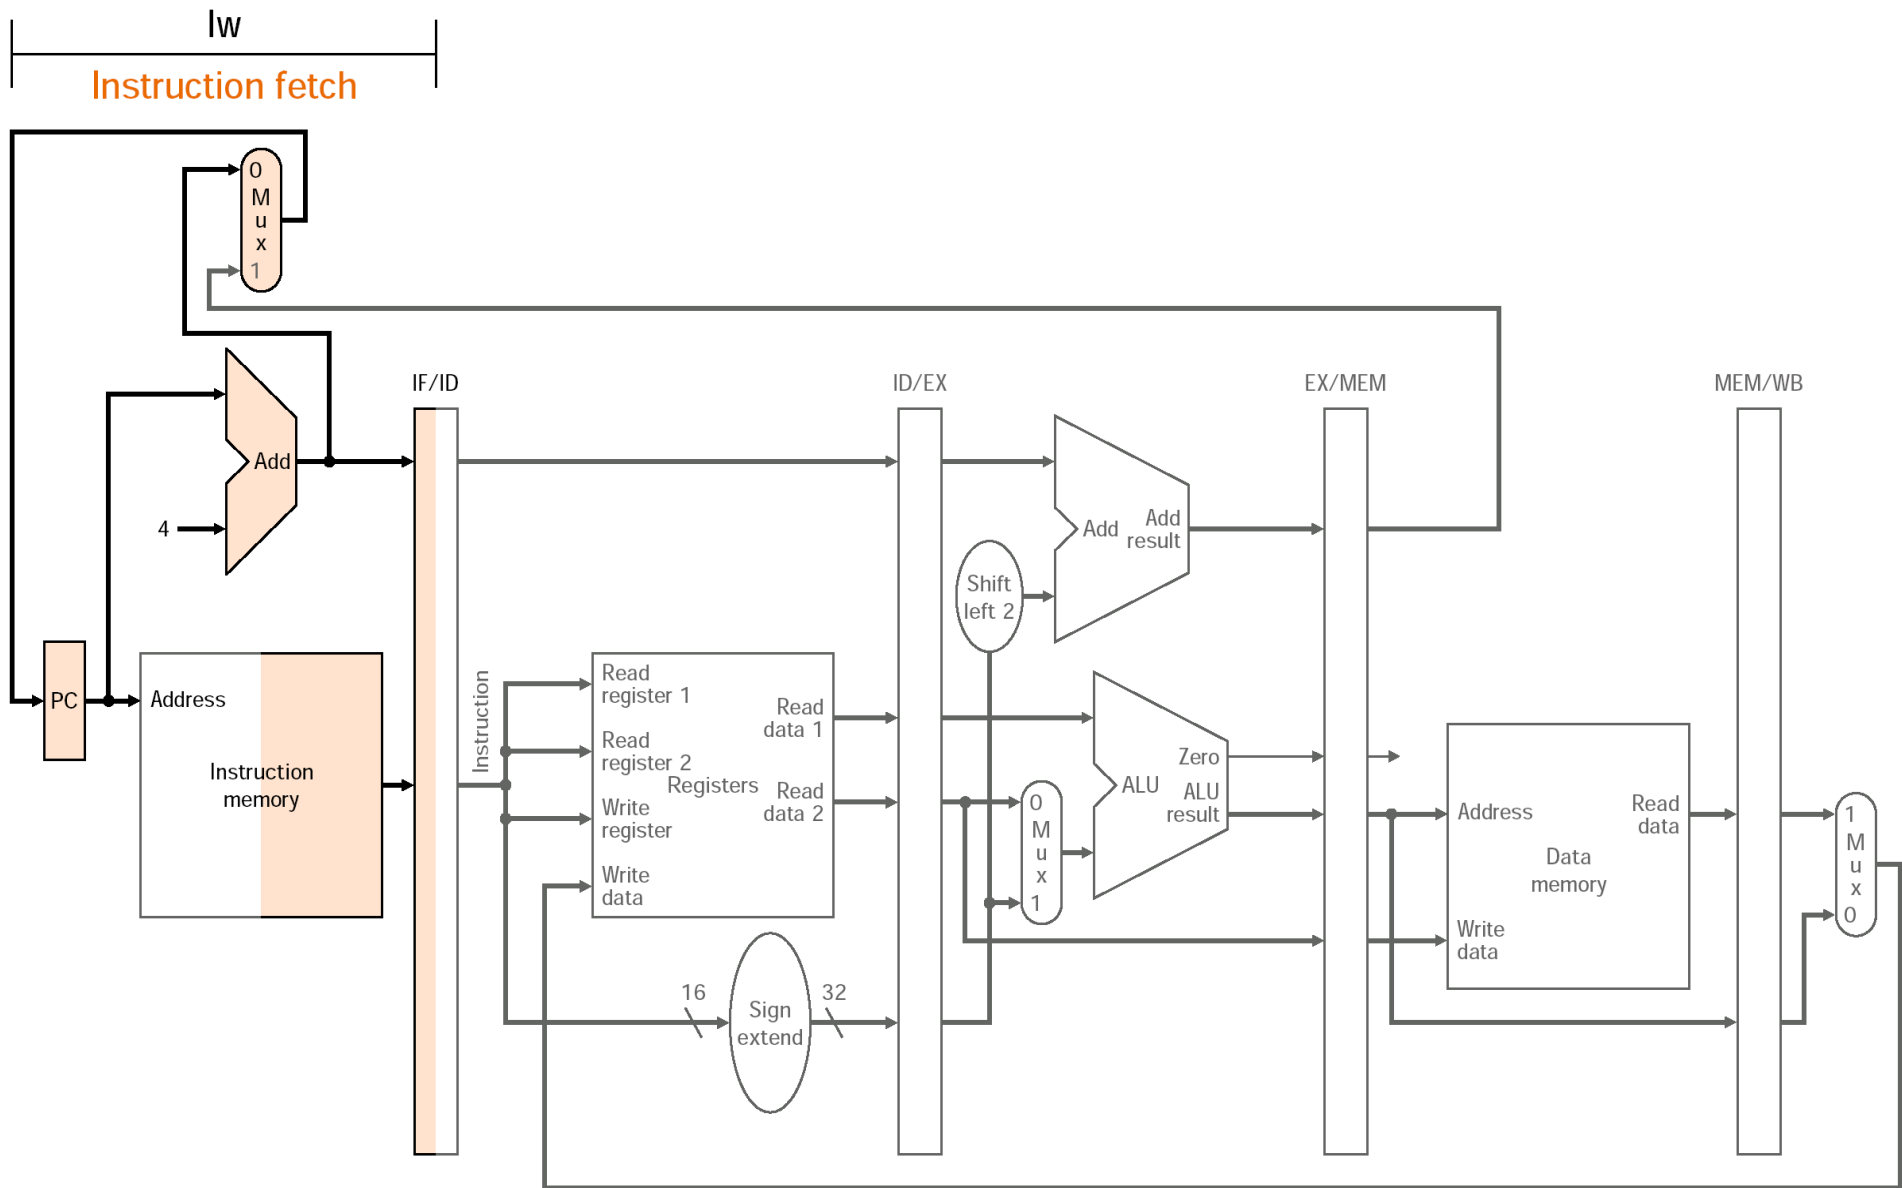 lw
Instruction fetch
0
M
u
x
1
Add
4
PC
Address
Instruction
memory
IF/ID
Instruction
Read
register 1
Read
register 2
Registers
Write
register
Write
data
Read
data 1
Read
data 2
16
Sign
extend
32
ID/EX
Shift
left 2
Add
Add
result
0
M
u
x
1
ALU
Zero
ALU
result
EX/MEM
Address
Read
data
Data
memory
Write
data
MEM/WB
1
M
u
x
0